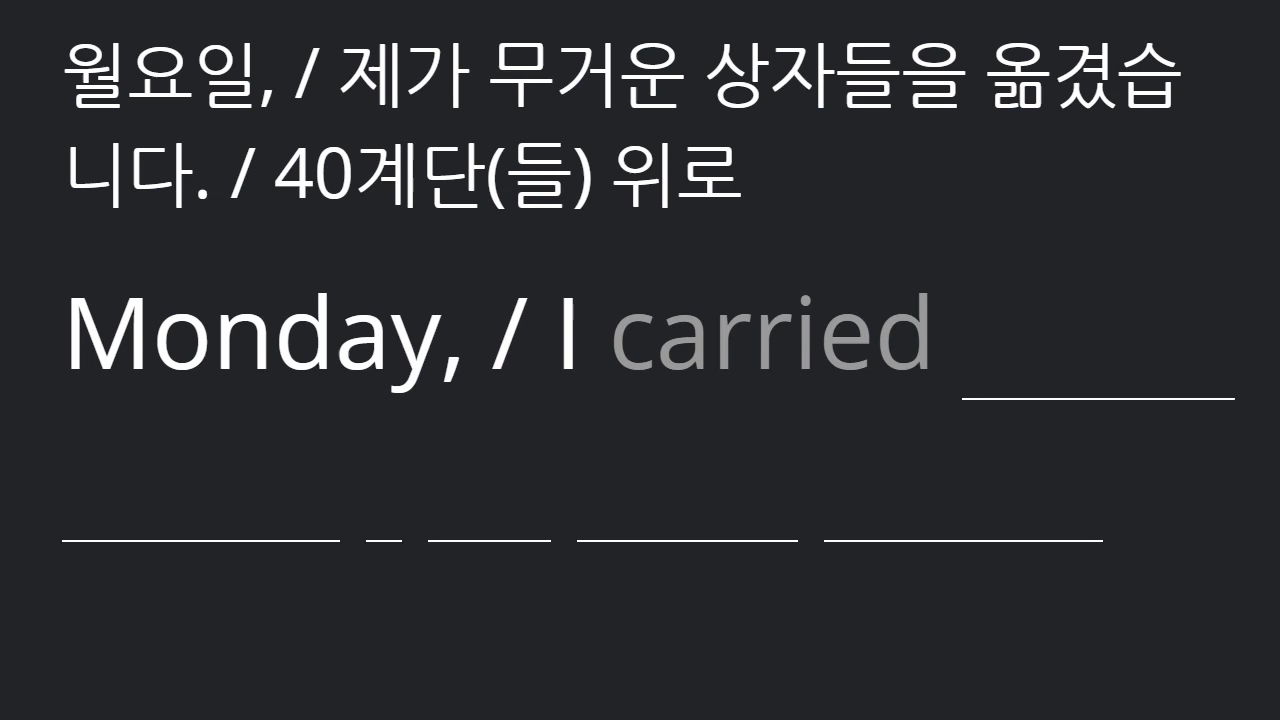 월요일, / 제가 무거운 상자들을 옮겼습
니다. / 40계단(들) 위로
Monday, / I carried